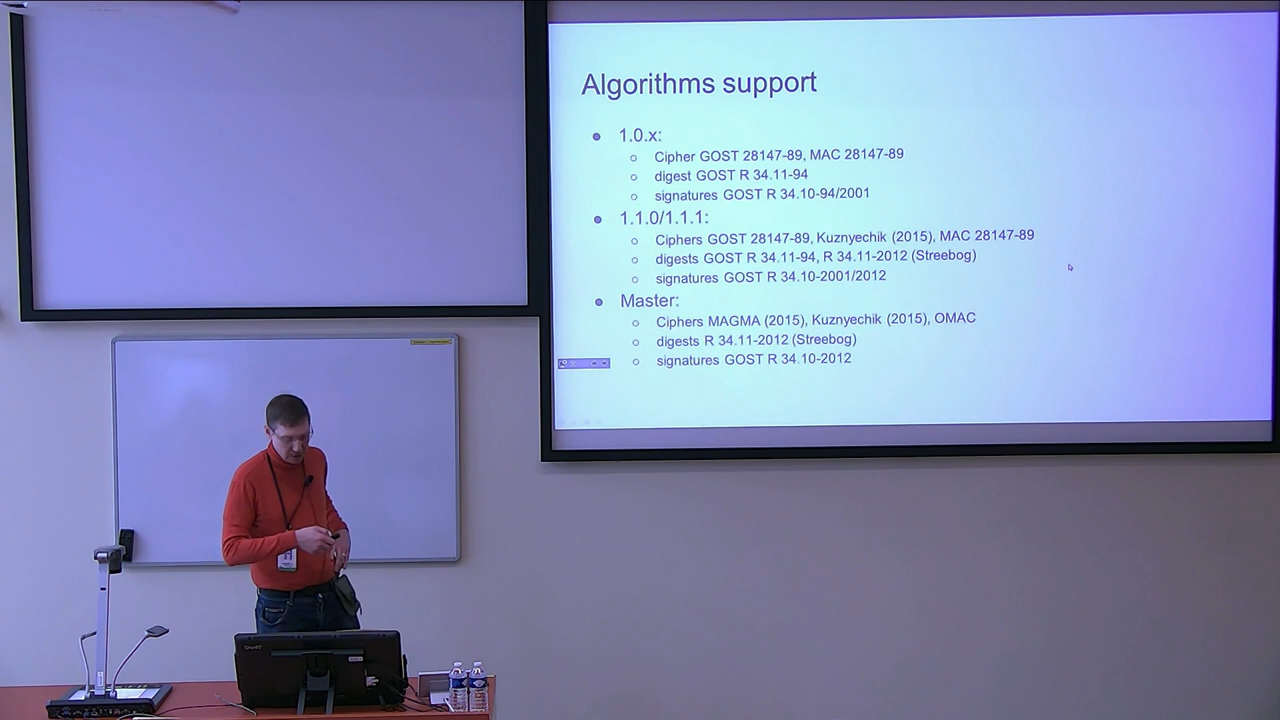 Algorithms support
1.0.x:
Cipher GOST 28147-89, MAC 28147-89
digest GOST R 34.11-94
signatures GOST R 34.10-94/2001
1.1.0/1.1.1:
Ciphers GOST 28147-89, Kuznyechik (2015), MAC 28147-89
digests GOST R 34.11-94, R 34.11-2012 (Streebog)
signatures GOST R 34.10-2001/2012
Master:
Ciphers MAGMA (2015), Kuznyechik (2015), OMAC
digests R 34.11-2012 (Streebog)
signatures GOST R 34.10-2012